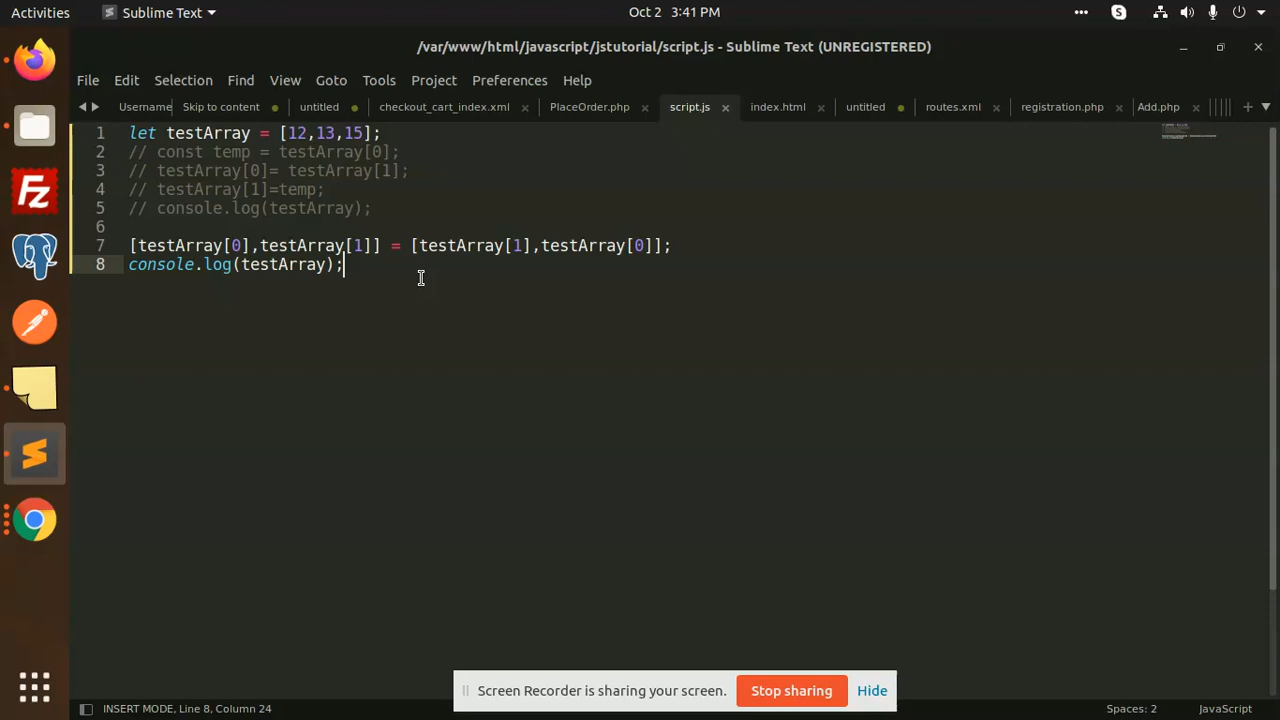 Activities Sublime Text Oct 2 3:41 PM
/var/www/html/javascript/jstutorial/script.js - Sublime Text (UNREGISTERED)
File Edit Selection Find View Goto Tools Project Preferences Help
Username Skip to content untitled checkout_cart_index.xml PlaceOrder.php script.js index.html untitled routes.xml registration.php Add.php
1 let testArray = [12,13,15];
2 // const temp = testArray[0];
3 // testArray[0]= testArray[1];
4 // testArray[1]=temp;
5 // console.log(testArray);
6
7 [testArray[0],testArray[1]] = [testArray[1],testArray[0]];
8 console.log(testArray);
Screen Recorder is sharing your screen. Stop sharing Hide
INSERT MODE, Line 8, Column 24 Spaces: 2 JavaScript